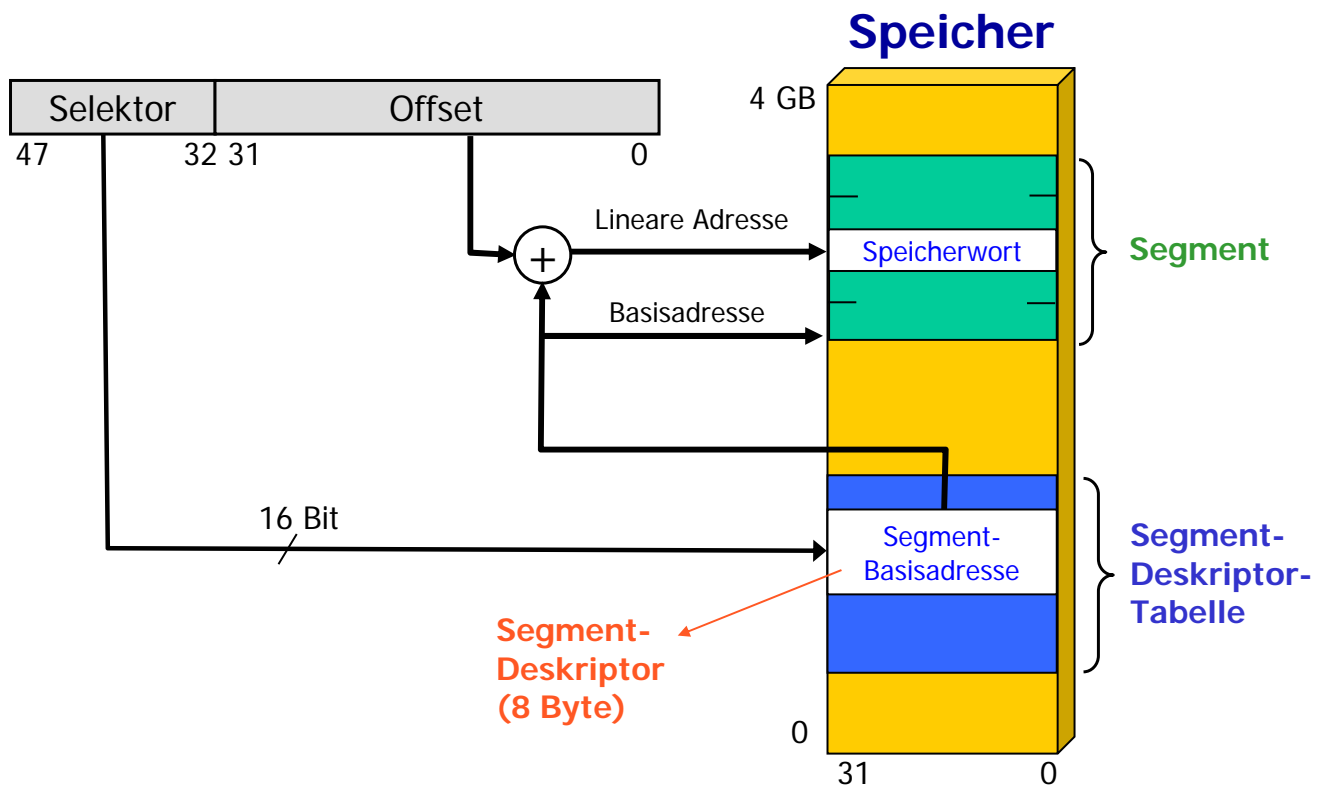 Speicher
Selektor
Offset
47
32 31
0
4 GB
Lineare Adresse
Speicherwort
Segment
+
Basisadresse
16 Bit
Segment-
Basisadresse
Segment-
Deskriptor-
Tabelle
Segment-
Deskriptor
(8 Byte)
0
31
0